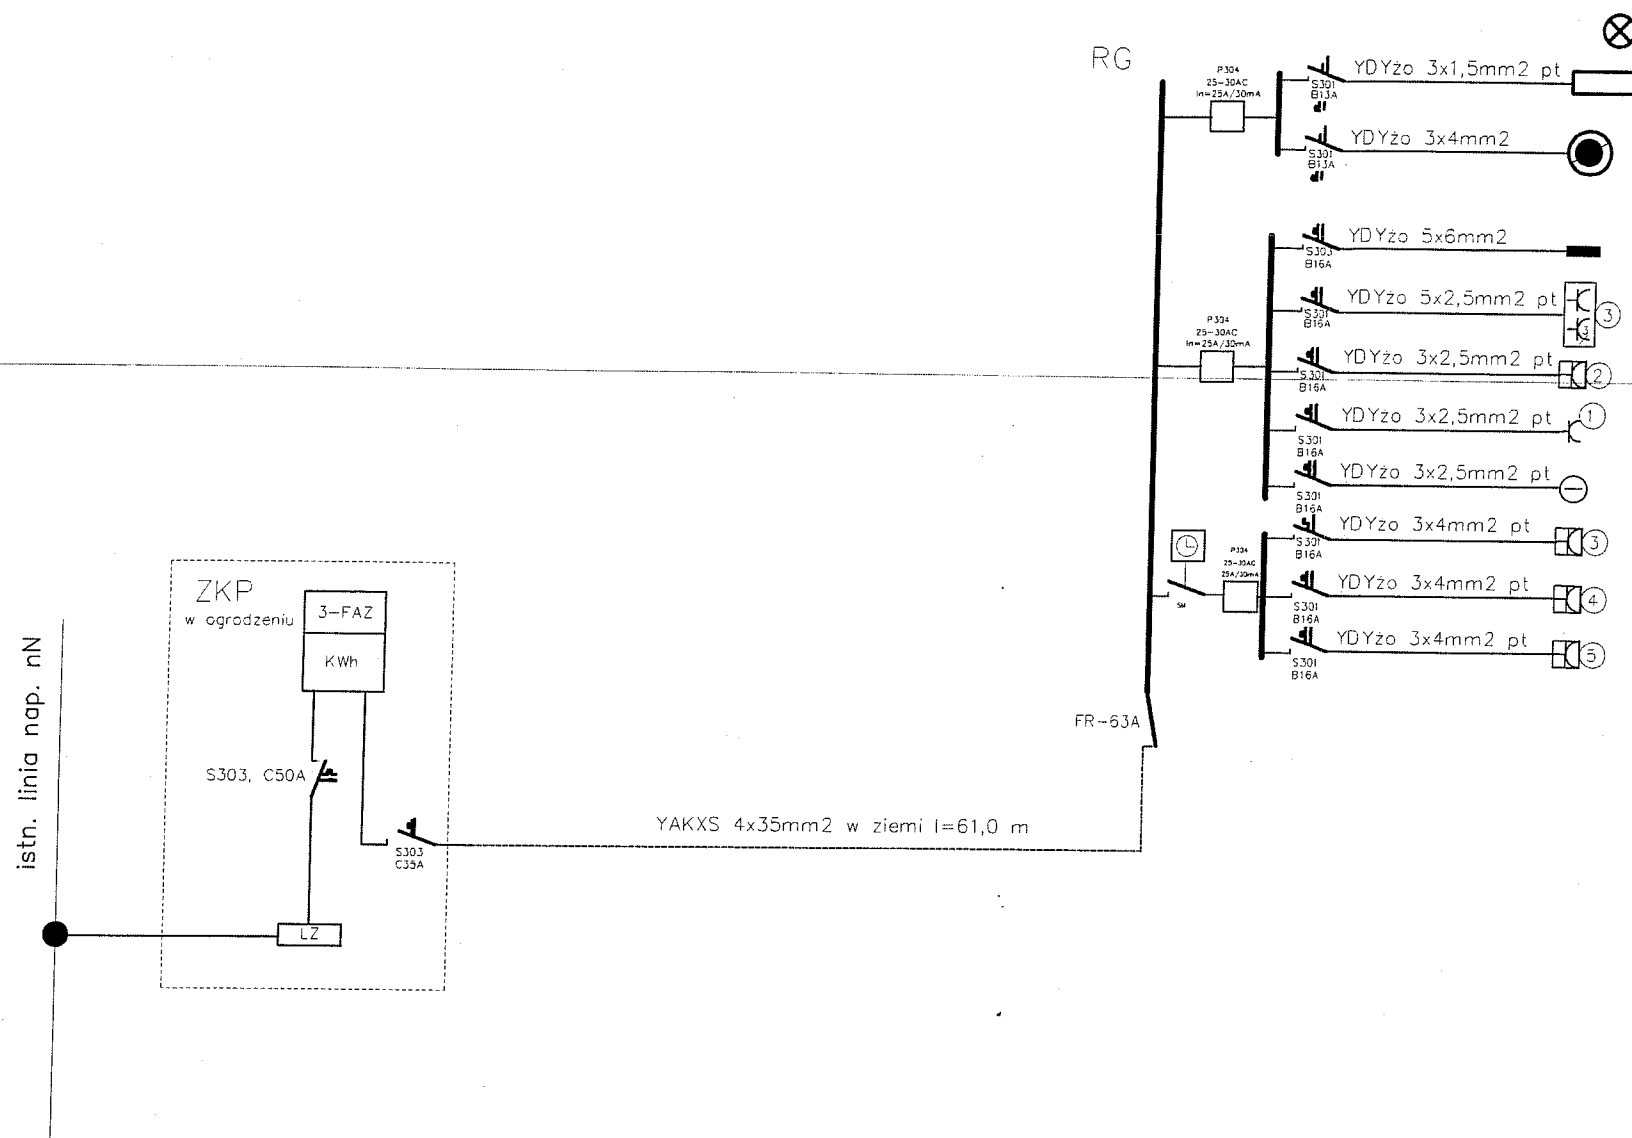 RG
P304
25-30AC
In=25A/30mA
S301
B13A
YDYżo 3x1,5mm2 pt
S301
B13A
YDYżo 3x4mm2
P304
25-30AC
In=25A/30mA
S303
B16A
YDYżo 5x6mm2
S301
B16A
YDYżo 5x2,5mm2 pt
3
3
S301
B16A
YDYżo 3x2,5mm2 pt
2
S301
B16A
YDYżo 3x2,5mm2 pt
1
S301
B16A
YDYżo 3x2,5mm2 pt
P304
25-30AC
25A/30mA
SM
S301
B16A
YDYżo 3x4mm2 pt
3
S301
B16A
YDYżo 3x4mm2 pt
4
S301
B16A
YDYżo 3x4mm2 pt
5
FR-63A
ZKP
w ogrodzeniu
3-FAZ
KWh
S303, C50A
S303
C35A
YAKXS 4x35mm2 w ziemi l=61,0 m
LZ
istn. linia nap. nN